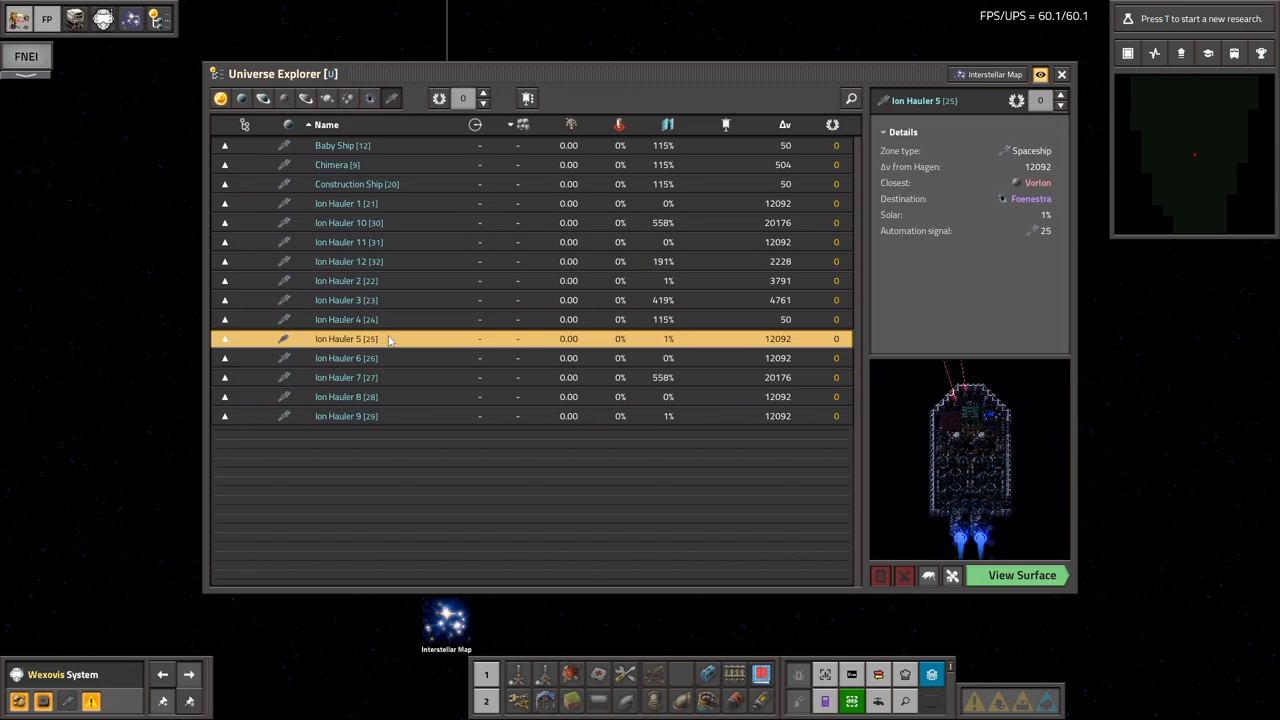 FP
FPS/UPS = 60.1/60.1
Press T to start a new research.
FNEI
Universe Explorer [U]
Interstellar Map
0
Ion Hauler 5 [25]
0
Name
Δv
Baby Ship [12] - - 0.00 0% 115% 50 0
Chimera [9] - - 0.00 0% 115% 504 0
Construction Ship [20] - - 0.00 0% 115% 50 0
Ion Hauler 1 [21] - - 0.00 0% 0% 12092 0
Ion Hauler 10 [30] - - 0.00 0% 558% 20176 0
Ion Hauler 11 [31] - - 0.00 0% 0% 12092 0
Ion Hauler 12 [32] - - 0.00 0% 191% 2228 0
Ion Hauler 2 [22] - - 0.00 0% 1% 3791 0
Ion Hauler 3 [23] - - 0.00 0% 419% 4761 0
Ion Hauler 4 [24] - - 0.00 0% 115% 50 0
Ion Hauler 5 [25] - - 0.00 0% 1% 12092 0
Ion Hauler 6 [26] - - 0.00 0% 0% 12092 0
Ion Hauler 7 [27] - - 0.00 0% 558% 20176 0
Ion Hauler 8 [28] - - 0.00 0% 0% 12092 0
Ion Hauler 9 [29] - - 0.00 0% 1% 12092 0
Details
Zone type: Spaceship
Δv from Hagen: 12092
Closest: Vorlon
Destination: Foenestra
Solar: 1%
Automation signal: 25
View Surface
Interstellar Map
Wexovis System
1
2